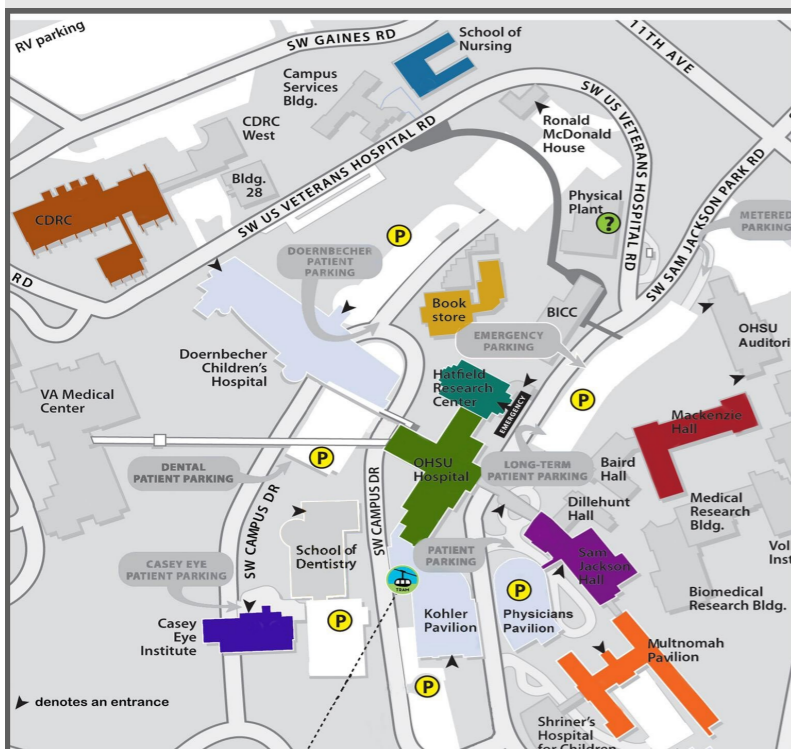 RV parking
SW GAINES RD
School of
Nursing
11TH AVE
Campus
Services
Bldg.
SW US VETERANS HOSPITAL RD
Ronald
McDonald
House
CDRC
West
Bldg.
28
SW US VETERANS HOSPITAL RD
SW SAM JACKSON PARK RD
Physical
Plant
?
METERED
PARKING
CDRC
P
DOERNBECHER
PATIENT
PARKING
RD
Book
store
BICC
EMERGENCY
PARKING
OHSU
Auditori
Doernbecher
Children's
Hospital
Hatfield
Research
Center
EMERGENCY
P
VA Medical
Center
Mackenzie
Hall
OHSU
Hospital
P
DENTAL
PATIENT PARKING
LONG-TERM
PATIENT PARKING
Baird
Hall
SW CAMPUS DR
SW CAMPUS DR
Dillehunt
Hall
Medical
Research
Bldg.
School of
Dentistry
PATIENT
PARKING
Sam
Jackson
Hall
Vol
Inst
CASEY EYE
PATIENT PARKING
TRAM
P
Biomedical
Research Bldg.
Casey
Eye
Institute
P
Kohler
Pavilion
Physicians
Pavilion
Multnomah
Pavilion
P
denotes an entrance
Shriner's
Hospital
for Children